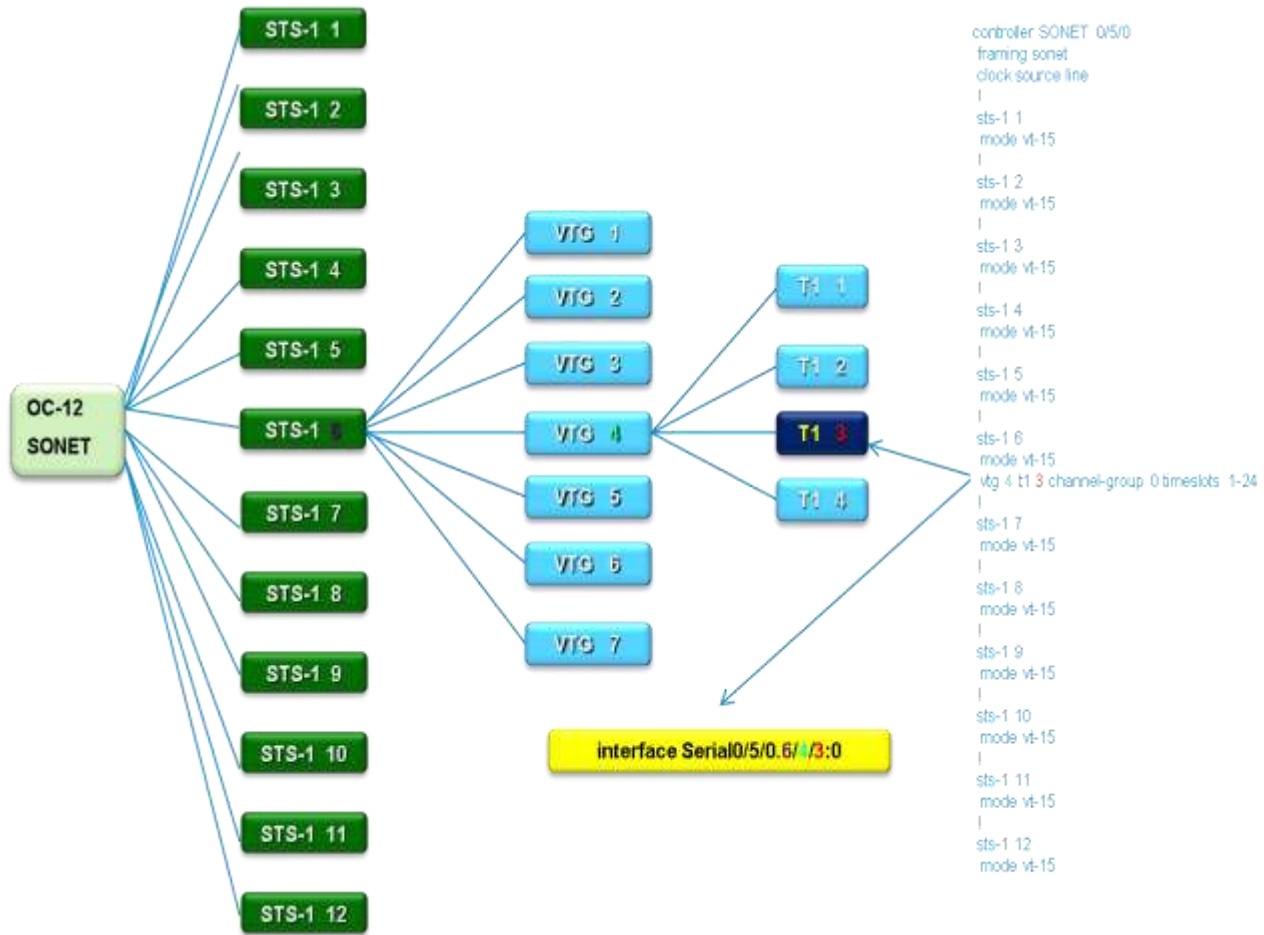 OC-12
SONET
STS-1 1
STS-1 2
STS-1 3
STS-1 4
STS-1 5
STS-1 6
STS-1 7
STS-1 8
STS-1 9
STS-1 10
STS-1 11
STS-1 12
VTG 1
VTG 2
VTG 3
VTG 4
VTG 5
VTG 6
VTG 7
T1 1
T1 2
T1 3
T1 4
interface Serial0/5/0.6/4/3:0
controller SONET 0/5/0
framing sonet
clock source line
!
sts-1 1
mode vt-15
!
sts-1 2
mode vt-15
!
sts-1 3
mode vt-15
!
sts-1 4
mode vt-15
!
sts-1 5
mode vt-15
!
sts-1 6
mode vt-15
vtg 4 t1 3 channel-group 0 timeslots 1-24
!
sts-1 7
mode vt-15
!
sts-1 8
mode vt-15
!
sts-1 9
mode vt-15
!
sts-1 10
mode vt-15
!
sts-1 11
mode vt-15
!
sts-1 12
mode vt-15